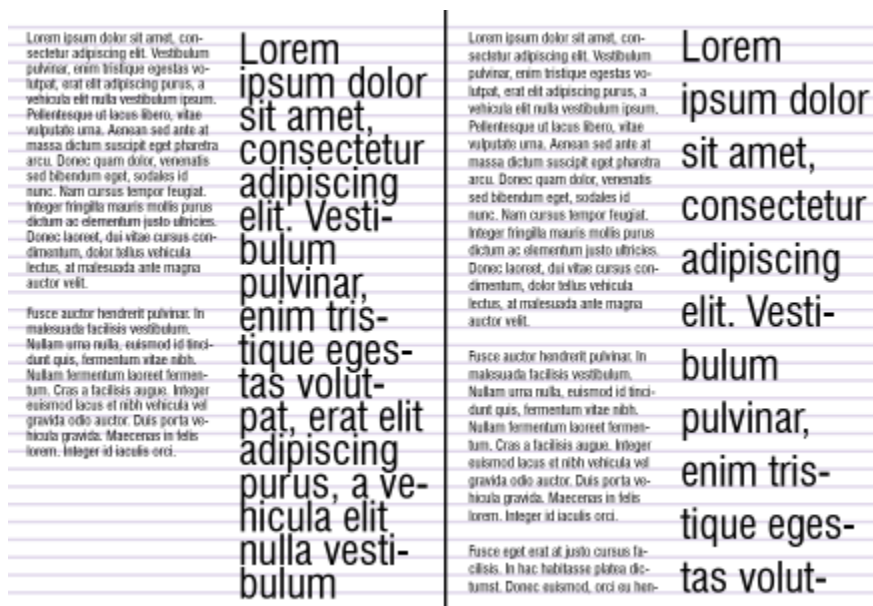 Lorem ipsum dolor sit amet, con-
sectetur adipiscing elit. Vestibulum
pulvinar, enim tristique egestas vo-
lutpat, erat elit adipiscing purus, a
vehicula elit nulla vestibulum ipsum.
Pellentesque ut lacus libero, vitae
vulputate urna. Aenean sed ante at
massa dictum suscipit eget pharetra
arcu. Donec quam dolor, venenatis
sed bibendum eget, sodales id
nunc. Nam cursus tempor feugiat.
Integer fringilla mauris mollis purus
dictum ac elementum justo ultricies.
Donec laoreet, dui vitae cursus con-
dimentum, dolor tellus vehicula
lectus, at malesuada ante magna
auctor velit.
Fusce auctor hendrerit pulvinar. In
malesuada facilisis vestibulum.
Nullam urna nulla, euismod id tinci-
dunt quis, fermentum vitae nibh.
Nullam fermentum laoreet fermen-
tum. Cras a facilisis augue. Integer
euismod lacus et nibh vehicula vel
gravida odio auctor. Duis porta ve-
hicula gravida. Maecenas in felis
lorem. Integer id iaculis orci.
Lorem
ipsum dolor
sit amet,
consectetur
adipiscing
elit. Vesti-
bulum
pulvinar,
enim tris-
tique eges-
tas volut-
pat, erat elit
adipiscing
purus, a ve-
hicula elit
nulla vesti-
bulum
Lorem ipsum dolor sit amet, con-
sectetur adipiscing elit. Vestibulum
pulvinar, enim tristique egestas vo-
lutpat, erat elit adipiscing purus, a
vehicula elit nulla vestibulum ipsum.
Pellentesque ut lacus libero, vitae
vulputate urna. Aenean sed ante at
massa dictum suscipit eget pharetra
arcu. Donec quam dolor, venenatis
sed bibendum eget, sodales id
nunc. Nam cursus tempor feugiat.
Integer fringilla mauris mollis purus
dictum ac elementum justo ultricies.
Donec laoreet, dui vitae cursus con-
dimentum, dolor tellus vehicula
lectus, at malesuada ante magna
auctor velit.
Fusce auctor hendrerit pulvinar. In
malesuada facilisis vestibulum.
Nullam urna nulla, euismod id tinci-
dunt quis, fermentum vitae nibh.
Nullam fermentum laoreet fermen-
tum. Cras a facilisis augue. Integer
euismod lacus et nibh vehicula vel
gravida odio auctor. Duis porta ve-
hicula gravida. Maecenas in felis
lorem. Integer id iaculis orci.
Fusce eget erat at justo cursus fa-
cilisis. In hac habitasse platea dic-
tumst. Donec euismod, orci eu hen-
Lorem
ipsum dolor
sit amet,
consectetur
adipiscing
elit. Vesti-
bulum
pulvinar,
enim tris-
tique eges-
tas volut-